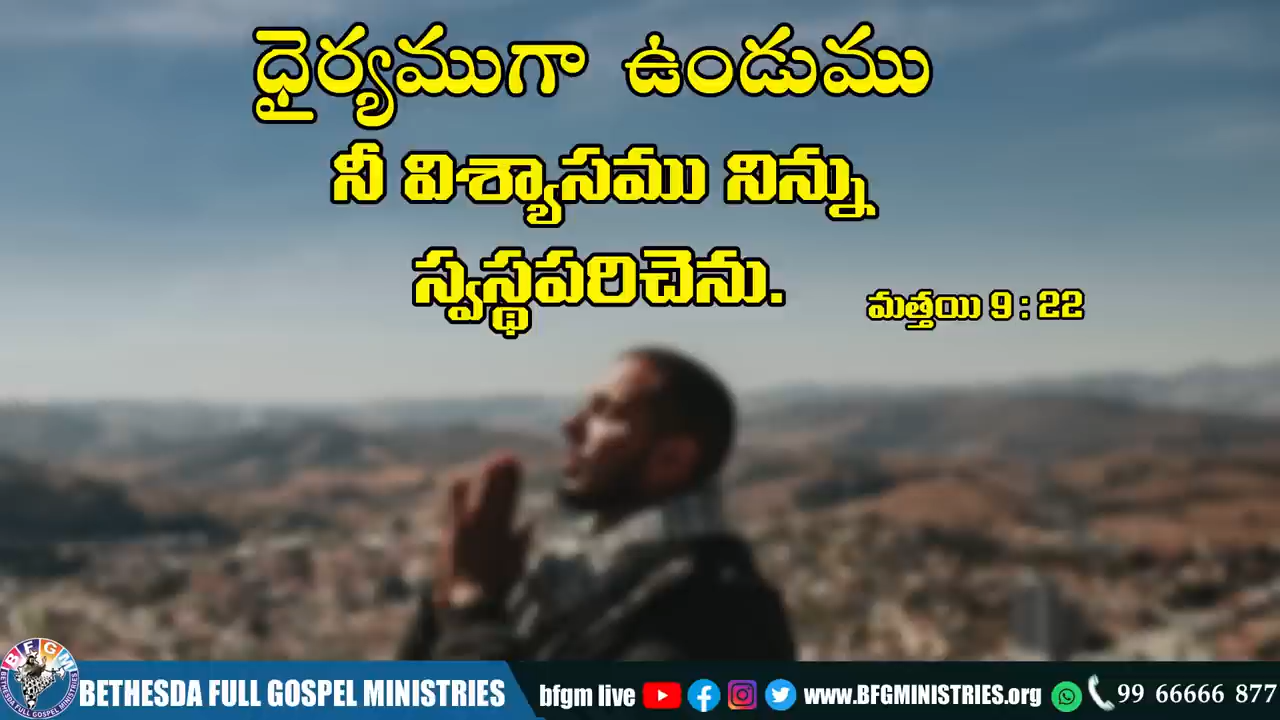 ధైర్యముగా ఉండుము
నీ విశ్యాసము నిన్ను
స్వస్థపరిచెను.
మత్తయి 9 : 22
BFGM
BETHESDA FULL GOSPEL MINISTRIES
bfgm live
www.BFGMINISTRIES.org
99 66666 877